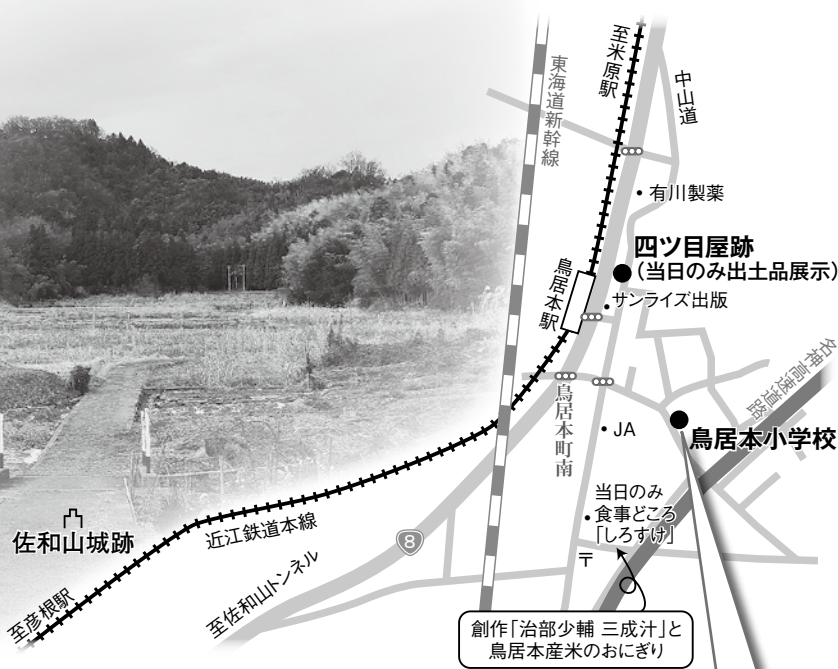 至米原駅
中山道
東海道新幹線
有川製薬
四ツ目屋跡
(当日のみ出土品展示)
鳥居本駅
サンライズ出版
名神高速道路
鳥居本町南
JA
鳥居本小学校
当日のみ
食事どころ
「しろすけ」
〒
佐和山城跡
近江鉄道本線
8
至佐和山トンネル
至彦根駅
創作「治部少輔 三成汁」と
鳥居本産米のおにぎり